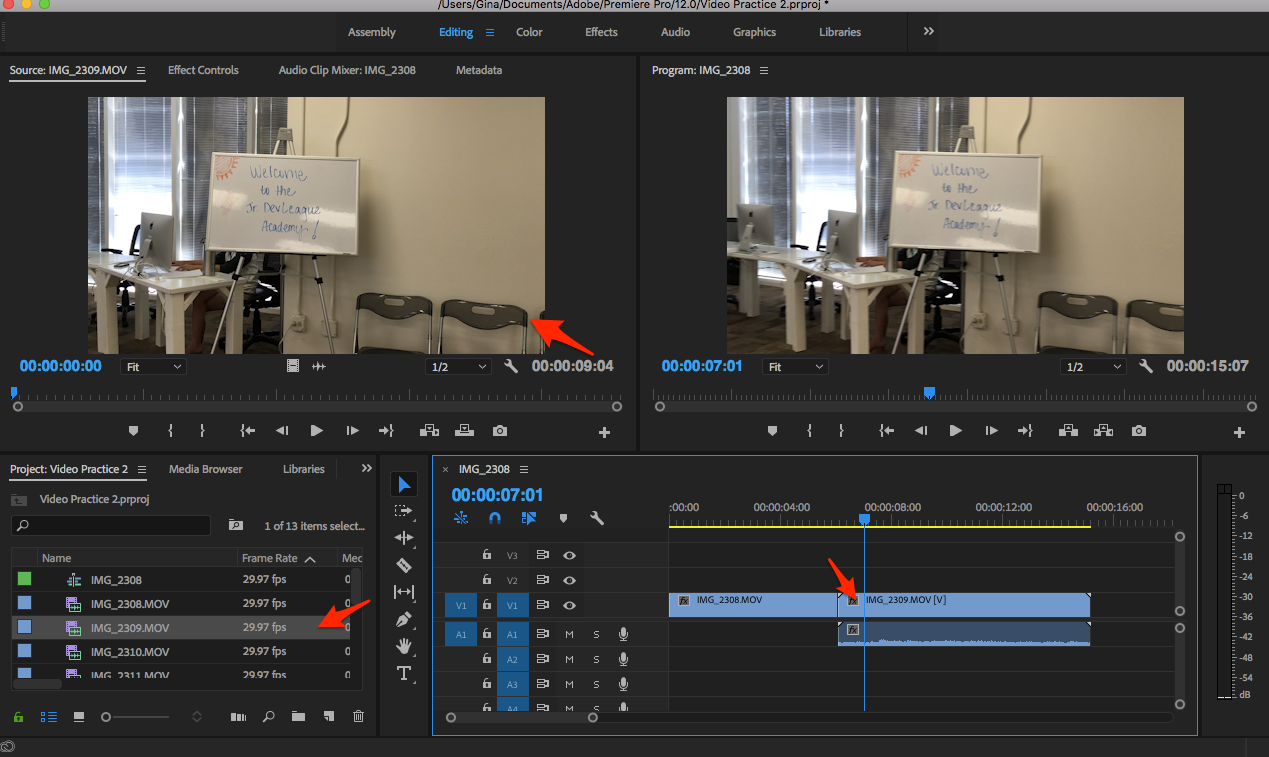 /Users/Gina/Documents/Adobe/Premiere Pro/12.0/Video Practice 2.prproj *
Assembly Editing Color Effects Audio Graphics Libraries
Source: IMG_2309.MOV Effect Controls Audio Clip Mixer: IMG_2308 Metadata
Welcome
to the
Jr. DevLeague
Academy!
00:00:00:00 Fit 1/2 00:00:09:04
Program: IMG_2308
Welcome
to the
Jr. DevLeague
Academy!
00:00:07:01 Fit 1/2 00:00:15:07
Project: Video Practice 2 Media Browser Libraries
Video Practice 2.prproj
1 of 13 items select...
Name Frame Rate Mec
IMG_2308 29.97 fps 0
IMG_2308.MOV 29.97 fps 0
IMG_2309.MOV 29.97 fps 0
IMG_2310.MOV 29.97 fps 0
IMG_2311.MOV 29.97 fps 0
T
× IMG_2308
00:00:07:01
:00:00 00:00:04:00 00:00:08:00 00:00:12:00 00:00:16:00
V3
V2
V1 V1 fx IMG_2308.MOV fx IMG_2309.MOV [V]
A1 A1 M S fx
A2 M S
A3 M S
A4 M S
0
-6
-12
-18
-24
-30
-36
-42
-48
-54
dB